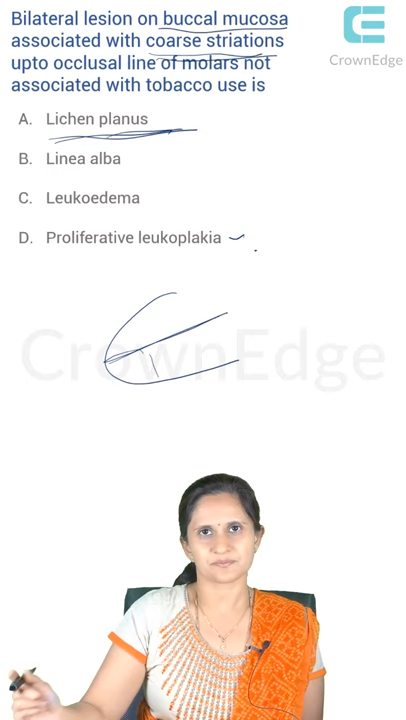 Bilateral lesion on buccal mucosa
associated with coarse striations
upto occlusal line of molars not
associated with tobacco use is
CrownEdge
A. Lichen planus
B. Linea alba
C. Leukoedema
D. Proliferative leukoplakia
CrownEdge